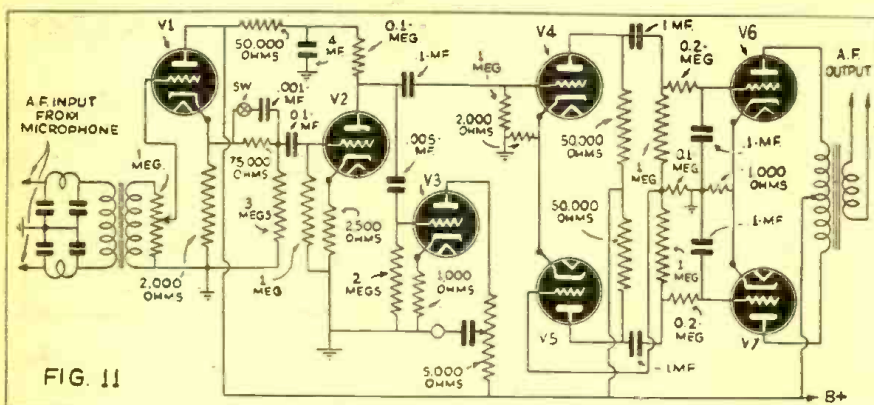 V1
50,000
OHMS
4
MF.
0.1-
MEG
.1-MF.
V4
.1 MF.
0.2-
MEG
V6
A.F.
OUTPUT
A.F. INPUT
FROM
MICROPHONE
SW
.001-
MF.
0.1-
MF.
V2
1
MEG
2,000
OHMS
1
MEG.
75,000
OHMS
.005-
MF.
V3
50,000
OHMS
1
MEG
0.1
MEG
.1-MF.
1,000
OHMS
3
MEGS
2,500
OHMS
50,000
OHMS
.1-MF.
2,000
OHMS
1
MEG
2
MEGS
1,000
OHMS
1
MEG
V5
0.2-
MEG
V7
5,000
OHMS
.1 MF.
FIG. 11
B+